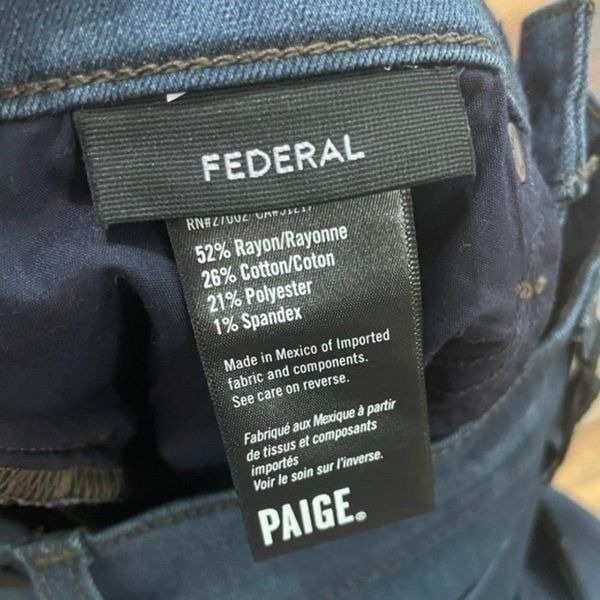 FEDERAL
52% Rayon/Rayonne
26% Cotton/Coton
21% Polyester
1% Spandex
Made in Mexico of Imported
fabric and components.
See care on reverse.
Fabriqué aux Mexique à partir
de tissus et composants
importés
Voir le soin sur l'inverse.
PAIGE®